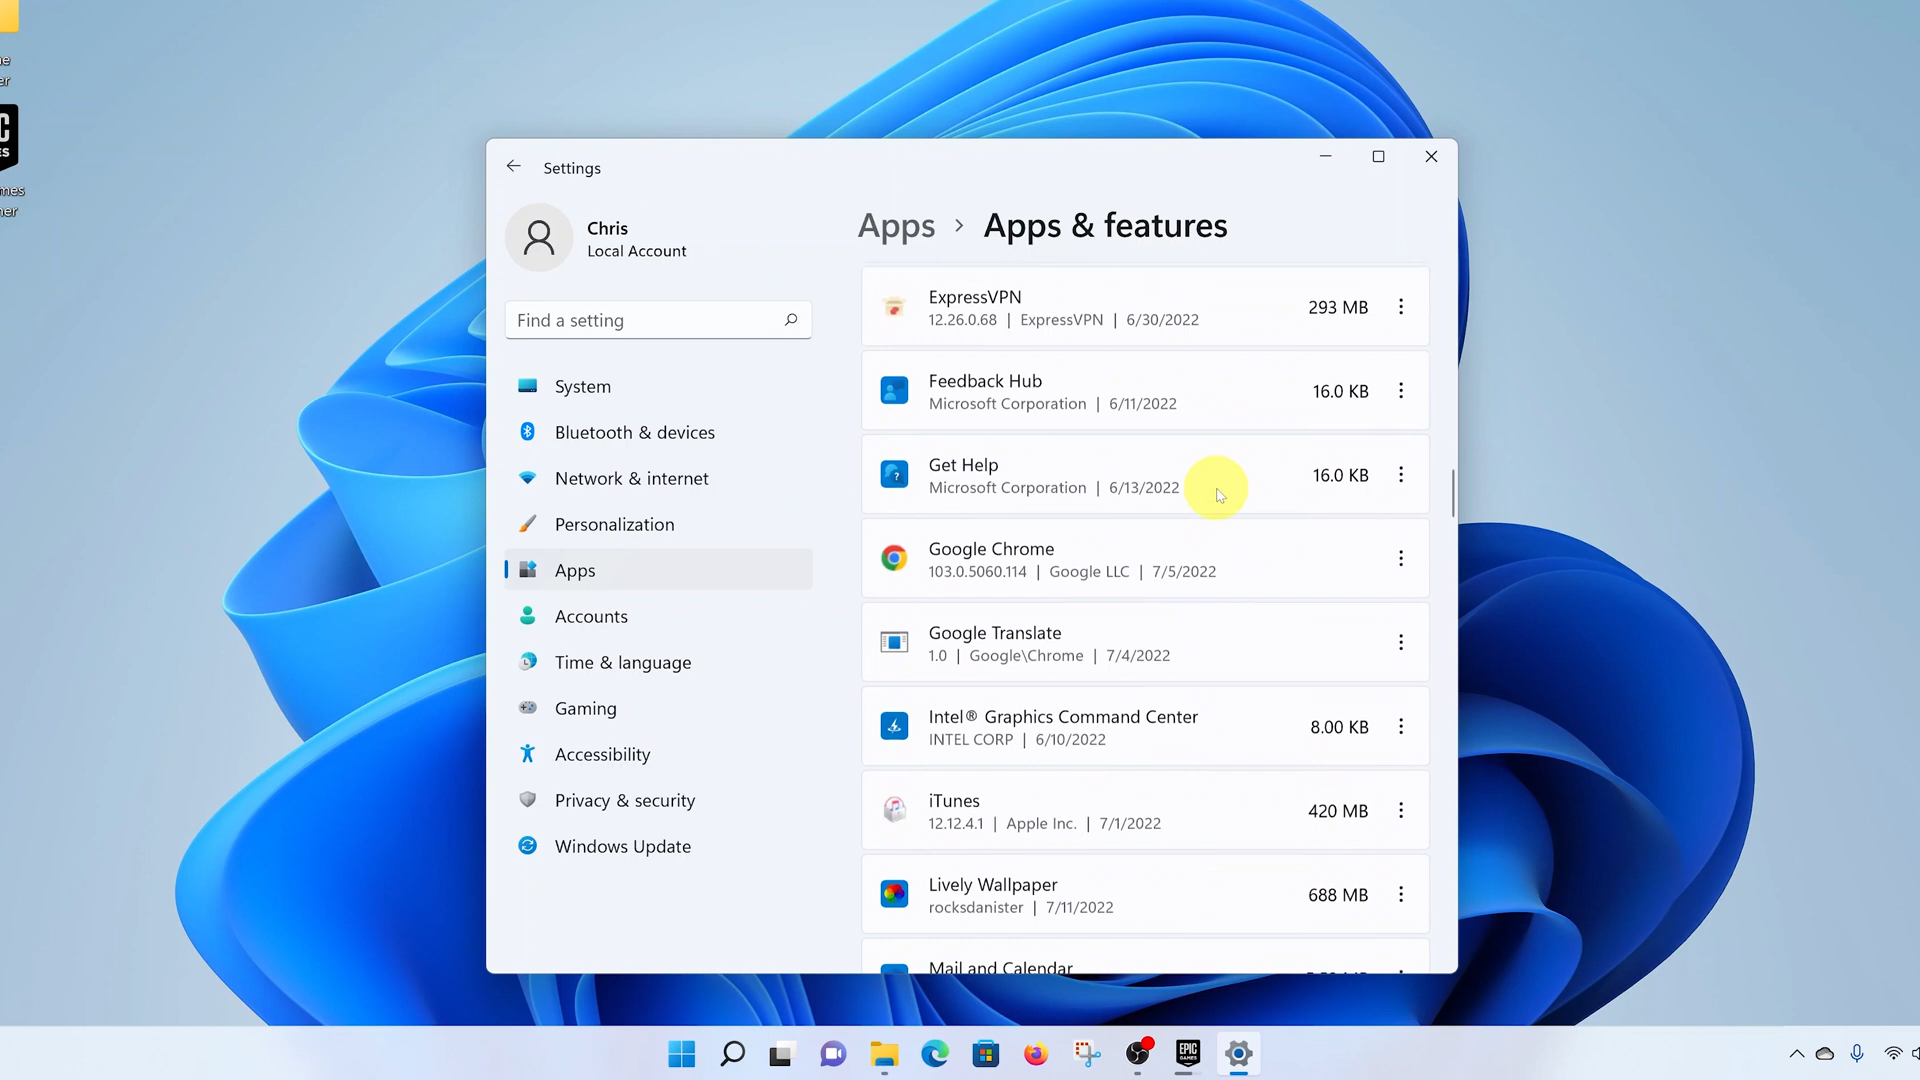 Settings
Chris
Local Account
Find a setting
System
Bluetooth & devices
Network & internet
Personalization
Apps
Accounts
Time & language
Gaming
Accessibility
Privacy & security
Windows Update
Apps > Apps & features
ExpressVPN
12.26.0.68 | ExpressVPN | 6/30/2022
293 MB
Feedback Hub
Microsoft Corporation | 6/11/2022
16.0 KB
Get Help
Microsoft Corporation | 6/13/2022
16.0 KB
Google Chrome
103.0.5060.114 | Google LLC | 7/5/2022
Google Translate
1.0 | Google\Chrome | 7/4/2022
Intel® Graphics Command Center
INTEL CORP | 6/10/2022
8.00 KB
iTunes
12.12.4.1 | Apple Inc. | 7/1/2022
420 MB
Lively Wallpaper
rocksdanister | 7/11/2022
688 MB
Mail and Calendar
EPIC
GAMES